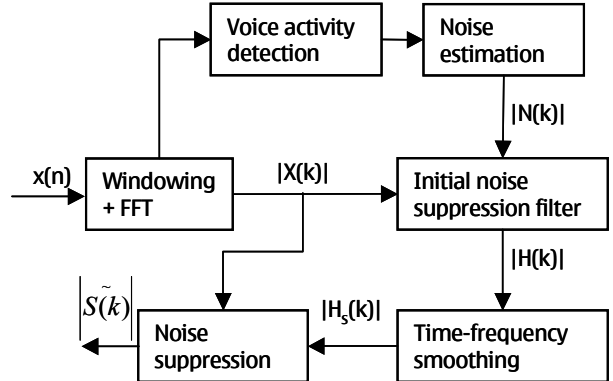 Voice activity
detection
Noise
estimation
|N(k)|
x(n)
Windowing
+ FFT
|X(k)|
Initial noise
suppression filter
|H(k)|
|S̃(k)|
Noise
suppression
|Hₛ(k)|
Time-frequency
smoothing